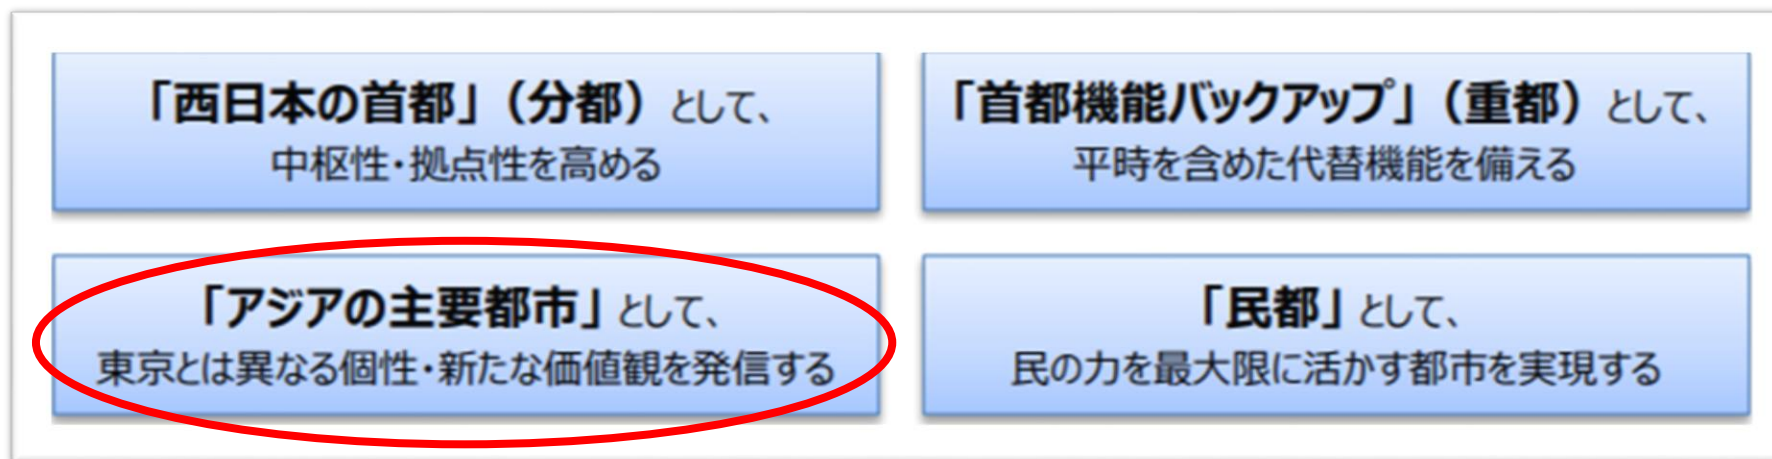 「西日本の首都」（分都）として、
中枢性・拠点性を高める
「首都機能バックアップ」（重都）として、
平時を含めた代替機能を備える
「アジアの主要都市」として、
東京とは異なる個性・新たな価値観を発信する
「民都」として、
民の力を最大限に活かす都市を実現する